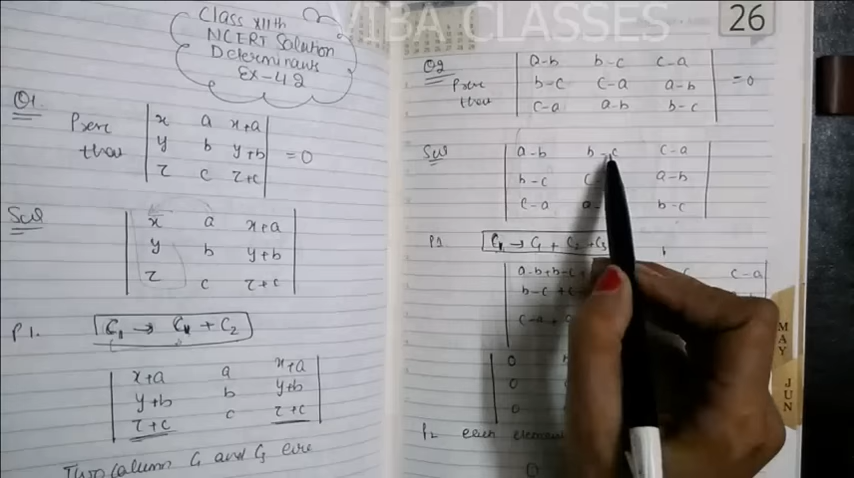 VIBA CLASSES
26
Class XIIth
NCERT Solution
Determinants
EX-4.2
Q1.
Prove that
x a x+a
y b y+b
z c z+c
= 0
Sol
x a x+a
y b y+b
z c z+c
P1. C1 → C1 + C2
x+a a x+a
y+b b y+b
z+c c z+c
Two column C1 and C3 are
Q2
Prove that
a-b b-c c-a
b-c c-a a-b
c-a a-b b-c
= 0
Sol
a-b b-c c-a
b-c a-b
c-a b-c
P1 C1 → C1 + C2 + C3
a-b+b-c+ c-a
b-c+c-
c-a+a
0
0
0
P2 each element
0
MAY
JUN